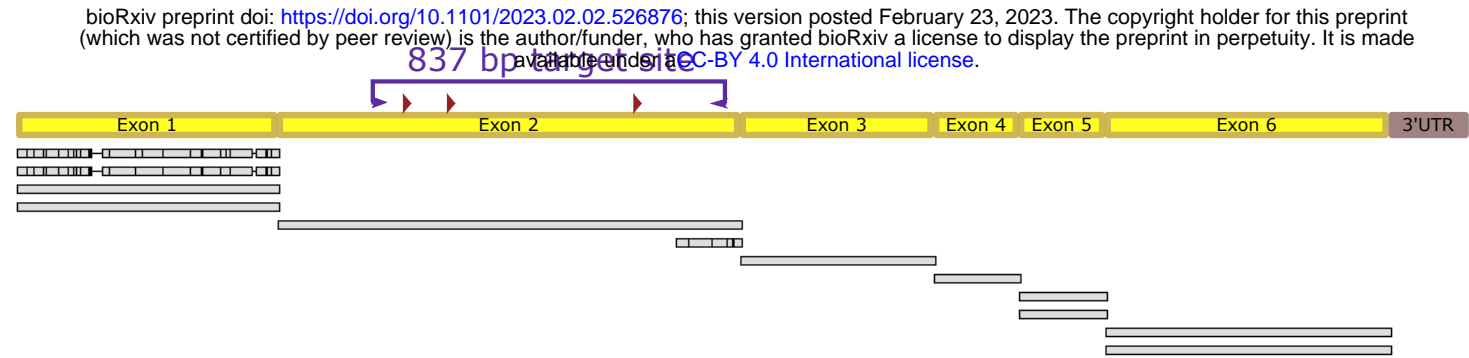 bioRxiv preprint doi: https://doi.org/10.1101/2023.02.02.526876; this version posted February 23, 2023. The copyright holder for this preprint
(which was not certified by peer review) is the author/funder, who has granted bioRxiv a license to display the preprint in perpetuity. It is made
available under aCC-BY 4.0 International license.
837 bp target site
Exon 1 Exon 2 Exon 3 Exon 4 Exon 5 Exon 6 3'UTR